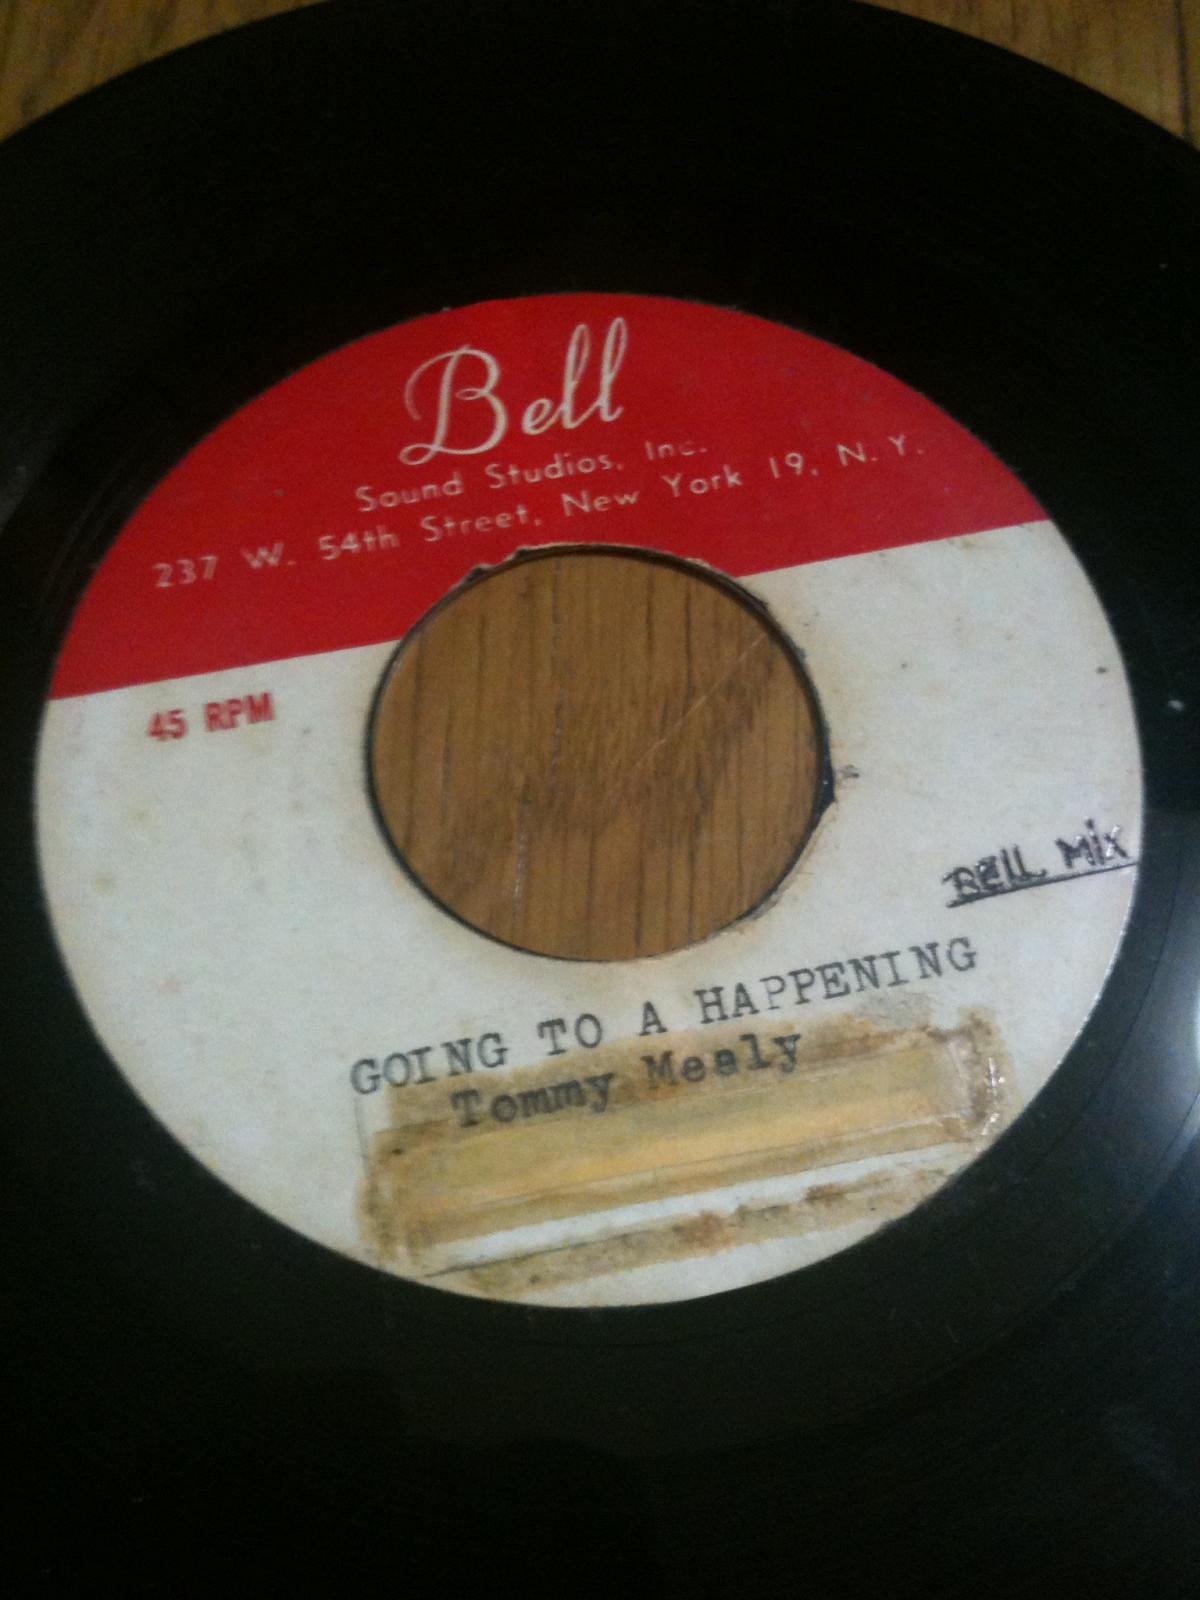 Bell
Sound Studios, Inc.
237 W. 54th Street, New York 19, N. Y.
45 RPM
BELL MiX
GOING TO A HAPPENING
Tommy Mealy